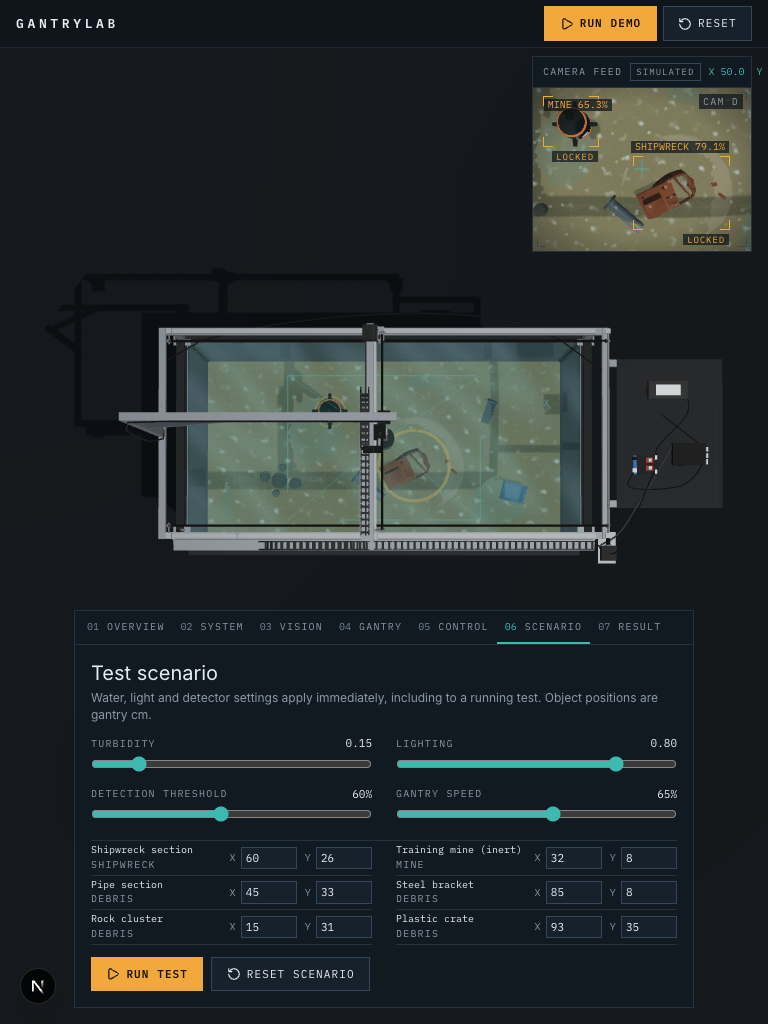 GANTRYLAB
RUN DEMO
RESET
CAMERA FEED SIMULATED X 50.0 Y
MINE 65.3%
CAM D
LOCKED
SHIPWRECK 79.1%
LOCKED
01 OVERVIEW 02 SYSTEM 03 VISION 04 GANTRY 05 CONTROL 06 SCENARIO 07 RESULT
Test scenario
Water, light and detector settings apply immediately, including to a running test. Object positions are
gantry cm.
TURBIDITY 0.15
LIGHTING 0.80
DETECTION THRESHOLD 60%
GANTRY SPEED 65%
Shipwreck section
SHIPWRECK
X 60 Y 26
Training mine (inert)
MINE
X 32 Y 8
Pipe section
DEBRIS
X 45 Y 33
Steel bracket
DEBRIS
X 85 Y 8
Rock cluster
DEBRIS
X 15 Y 31
Plastic crate
DEBRIS
X 93 Y 35
RUN TEST
RESET SCENARIO
N